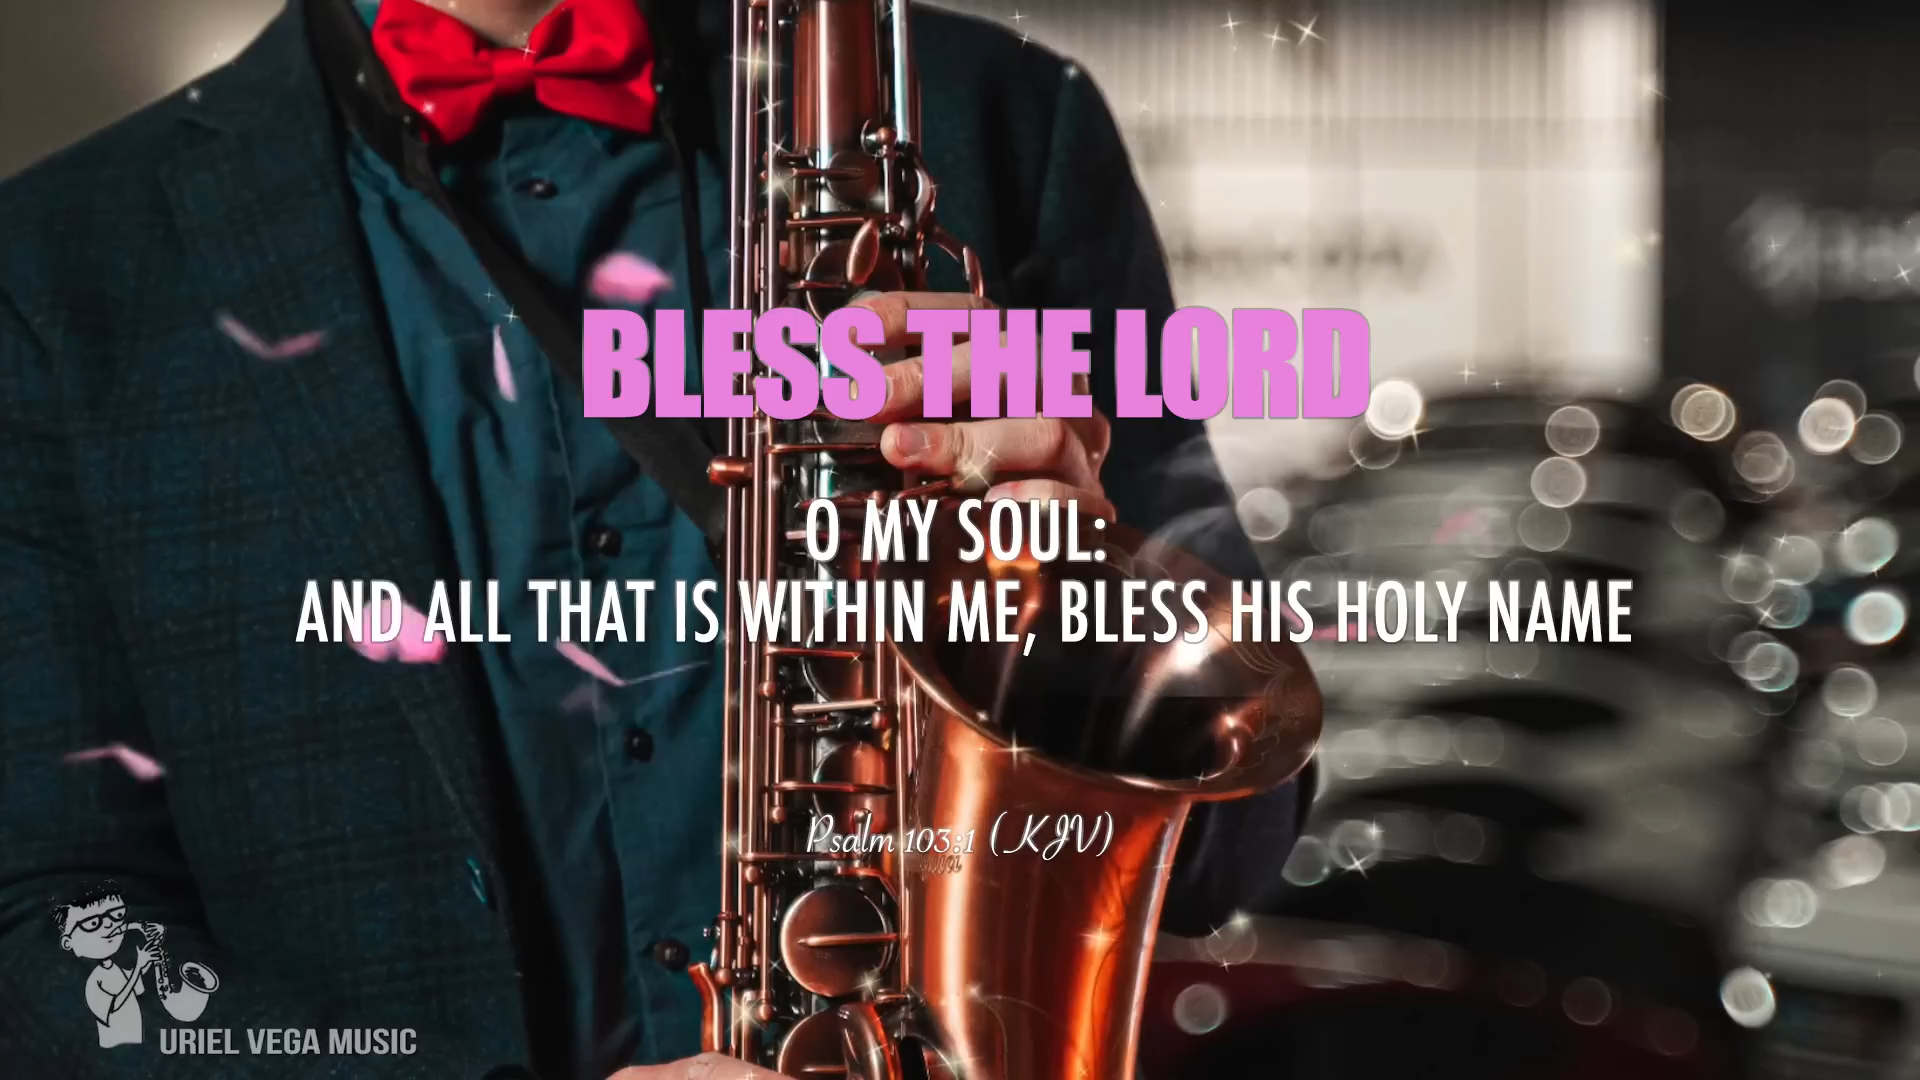 BLESS THE LORD
O MY SOUL:
AND ALL THAT IS WITHIN ME, BLESS HIS HOLY NAME
Psalm 103:1 (KJV)
URIEL VEGA MUSIC